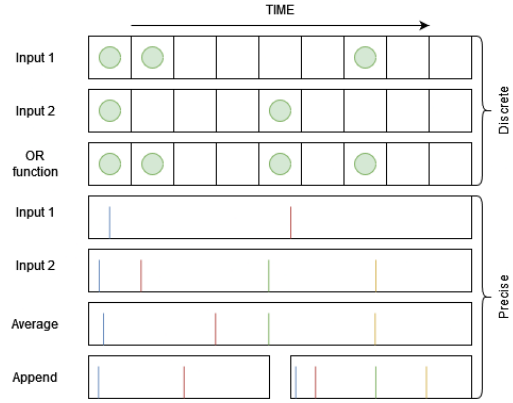 TIME
Input 1
Input 2
OR
function
Discrete
Input 1
Input 2
Average
Append
Precise